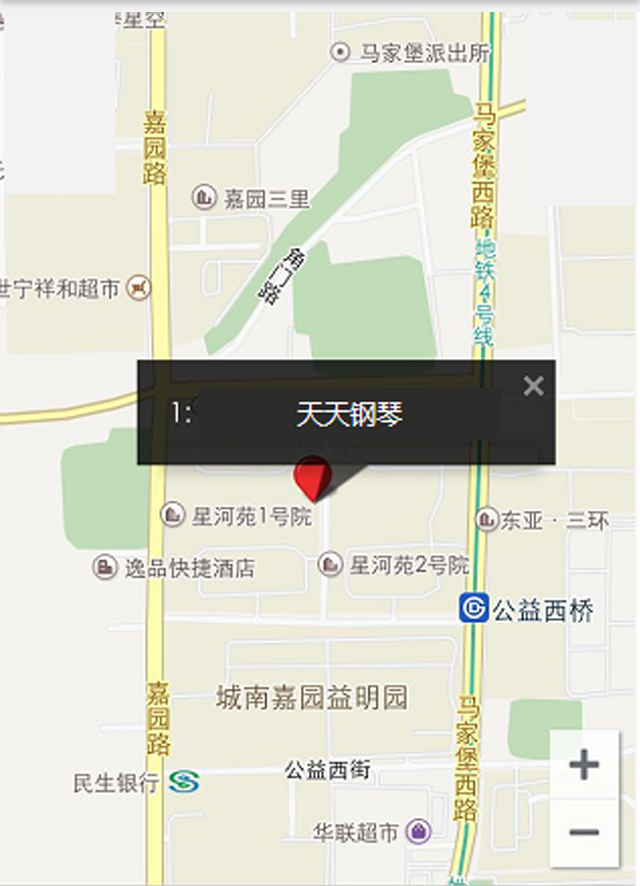 泰星空
马家堡派出所
嘉园路
马家堡西路
嘉园三里
地铁4号线
角门路
世宁祥和超市
1: 天天钢琴
星河苑1号院
东亚·三环
逸品快捷酒店
星河苑2号院
公益西桥
城南嘉园益明园
嘉园路
马家堡西路
公益西街
民生银行
华联超市